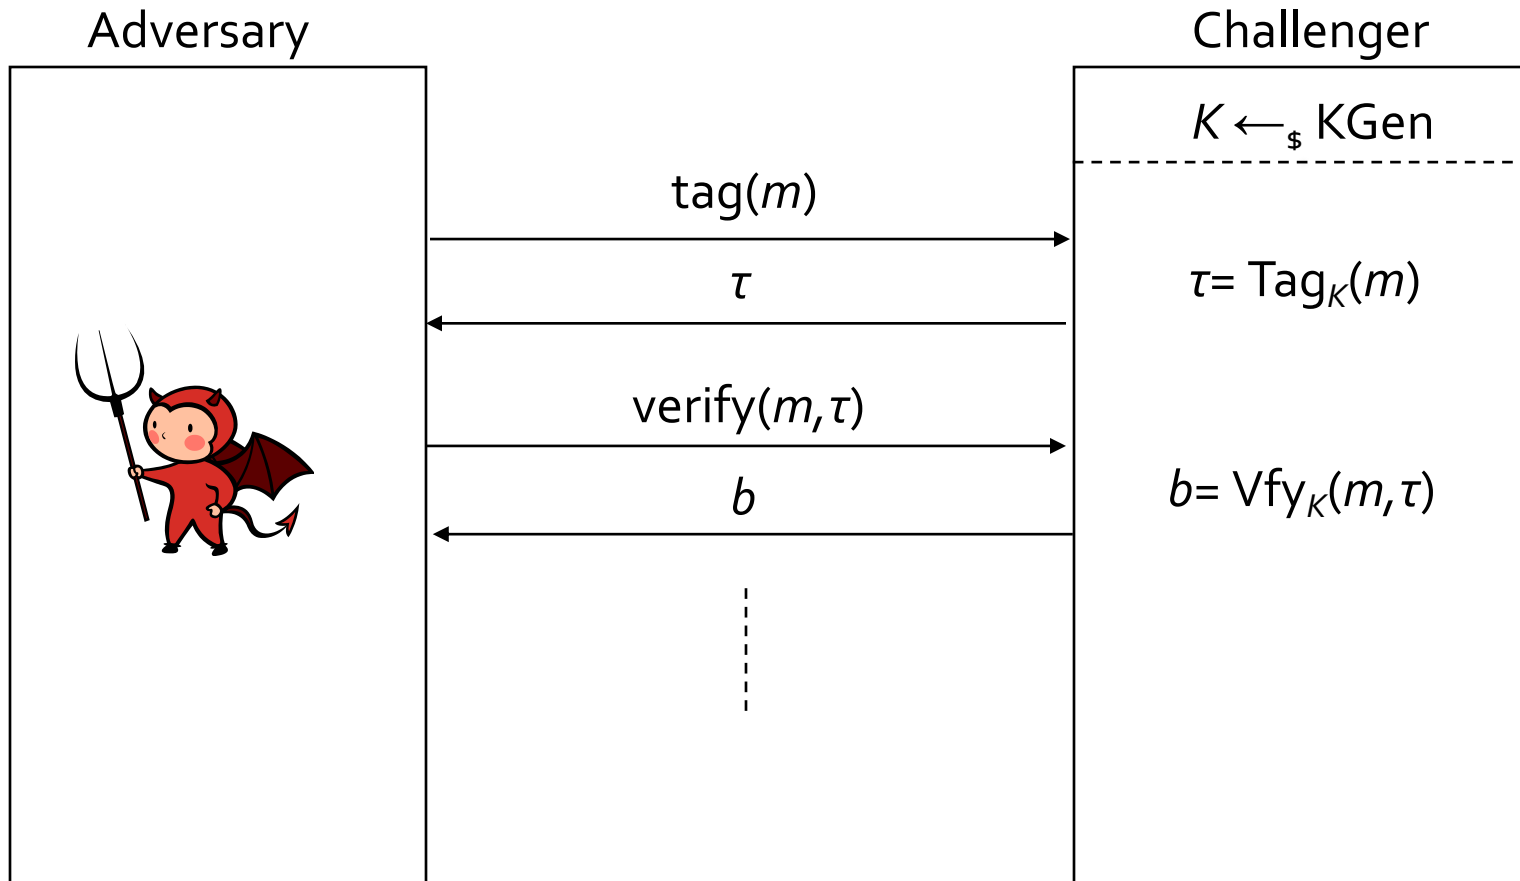 Adversary
Challenger
K ←$ KGen
tag(m)
τ
τ= TagK(m)
verify(m,τ)
b
b= VfyK(m,τ)